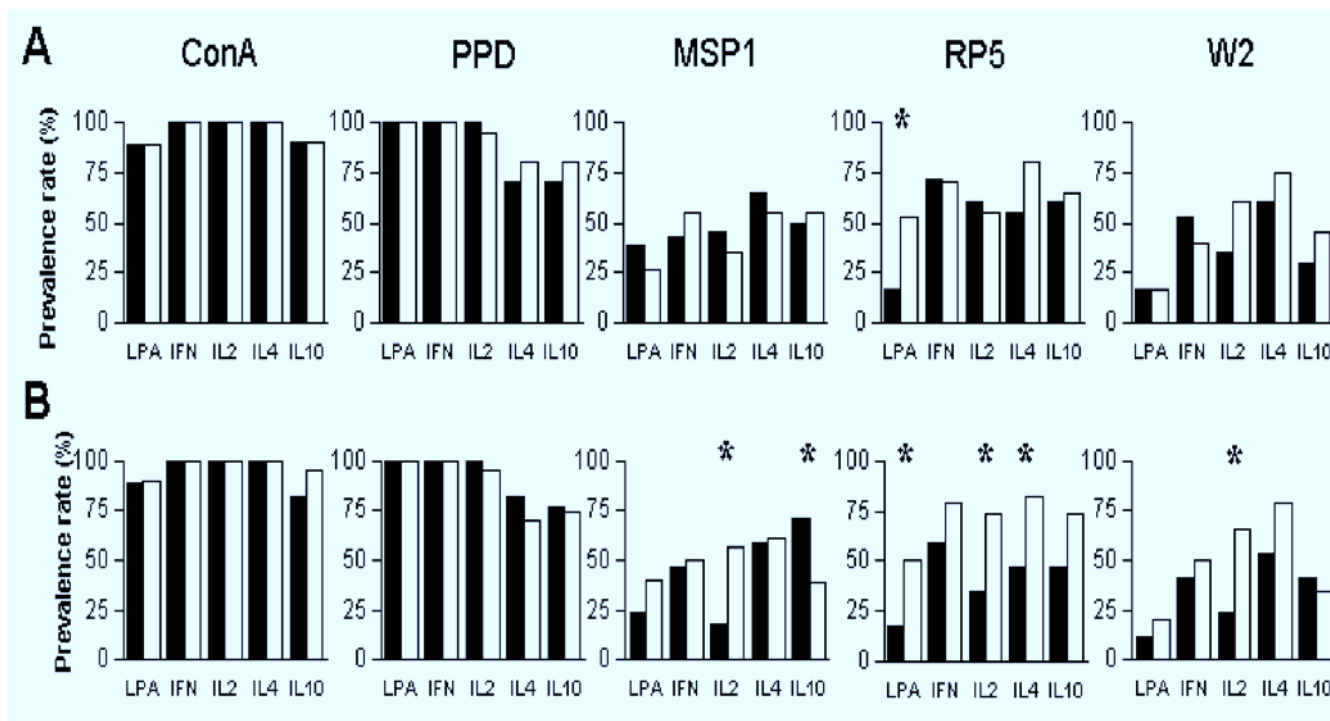 A
ConA PPD MSP1 RP5 W2
Prevalence rate (%)
100 100 100 100 100
*
75 75 75 75 75
50 50 50 50 50
25 25 25 25 25
0 0 0 0 0
LPA IFN IL2 IL4 IL10 LPA IFN IL2 IL4 IL10 LPA IFN IL2 IL4 IL10 LPA IFN IL2 IL4 IL10 LPA IFN IL2 IL4 IL10
B
Prevalence rate (%)
* * * * * *
100 100 100 100 100
75 75 75 75 75
50 50 50 50 50
25 25 25 25 25
0 0 0 0 0
LPA IFN IL2 IL4 IL10 LPA IFN IL2 IL4 IL10 LPA IFN IL2 IL4 IL10 LPA IFN IL2 IL4 IL10 LPA IFN IL2 IL4 IL10